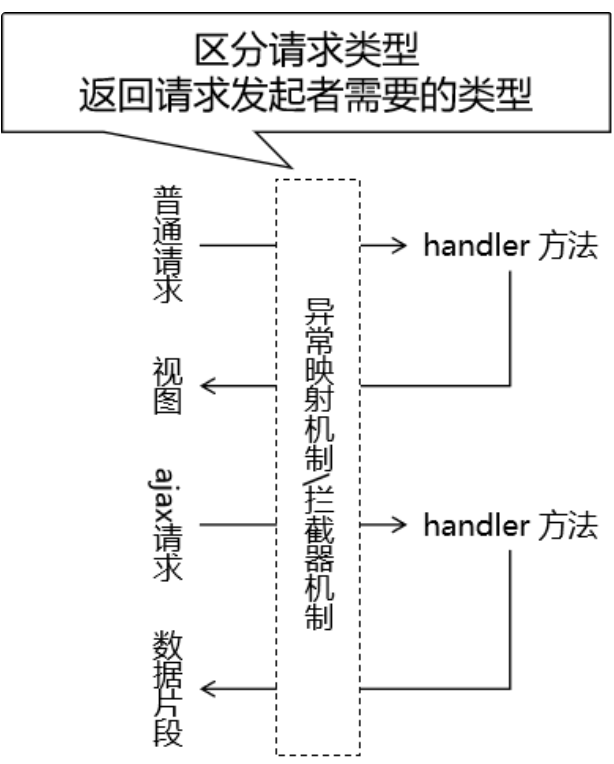 区分请求类型
返回请求发起者需要的类型
普通请求
handler 方法
异常映射机制\拦截器机制
视图
ajax请求
handler 方法
数据片段